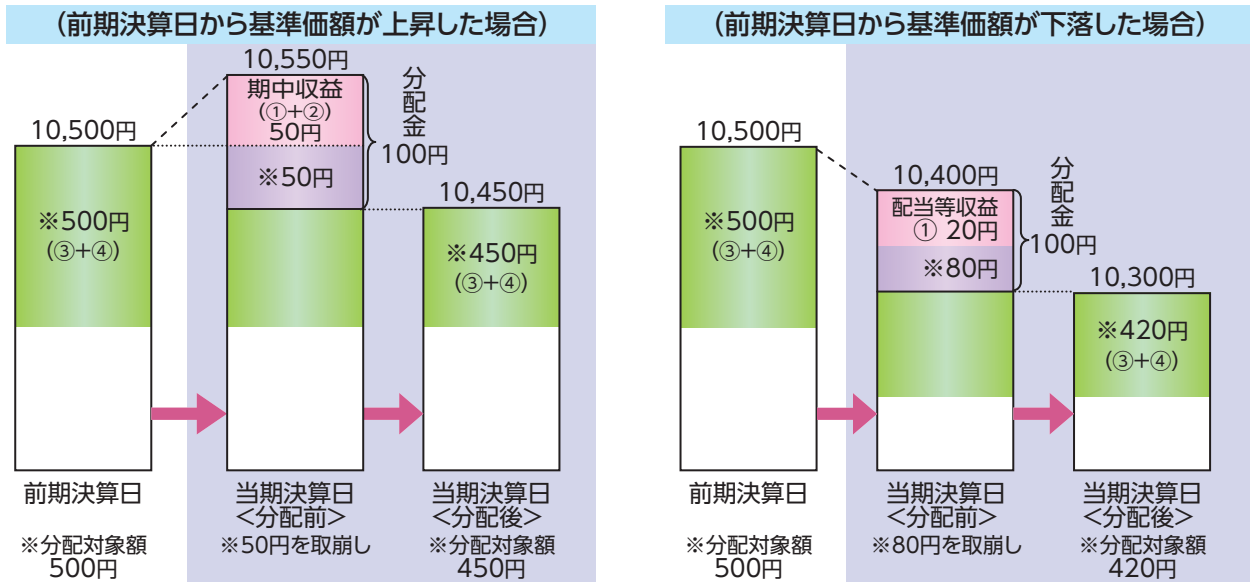 (前期決算日から基準価額が上昇した場合)
10,550円
期中収益
(①+②)
50円
※50円
分配金
100円
10,500円
※500円
(③+④)
10,450円
※450円
(③+④)
前期決算日
※分配対象額
500円
当期決算日
<分配前>
※50円を取崩し
当期決算日
<分配後>
※分配対象額
450円
(前期決算日から基準価額が下落した場合)
10,500円
※500円
(③+④)
10,400円
配当等収益
① 20円
※80円
分配金
100円
10,300円
※420円
(③+④)
前期決算日
※分配対象額
500円
当期決算日
<分配前>
※80円を取崩し
当期決算日
<分配後>
※分配対象額
420円